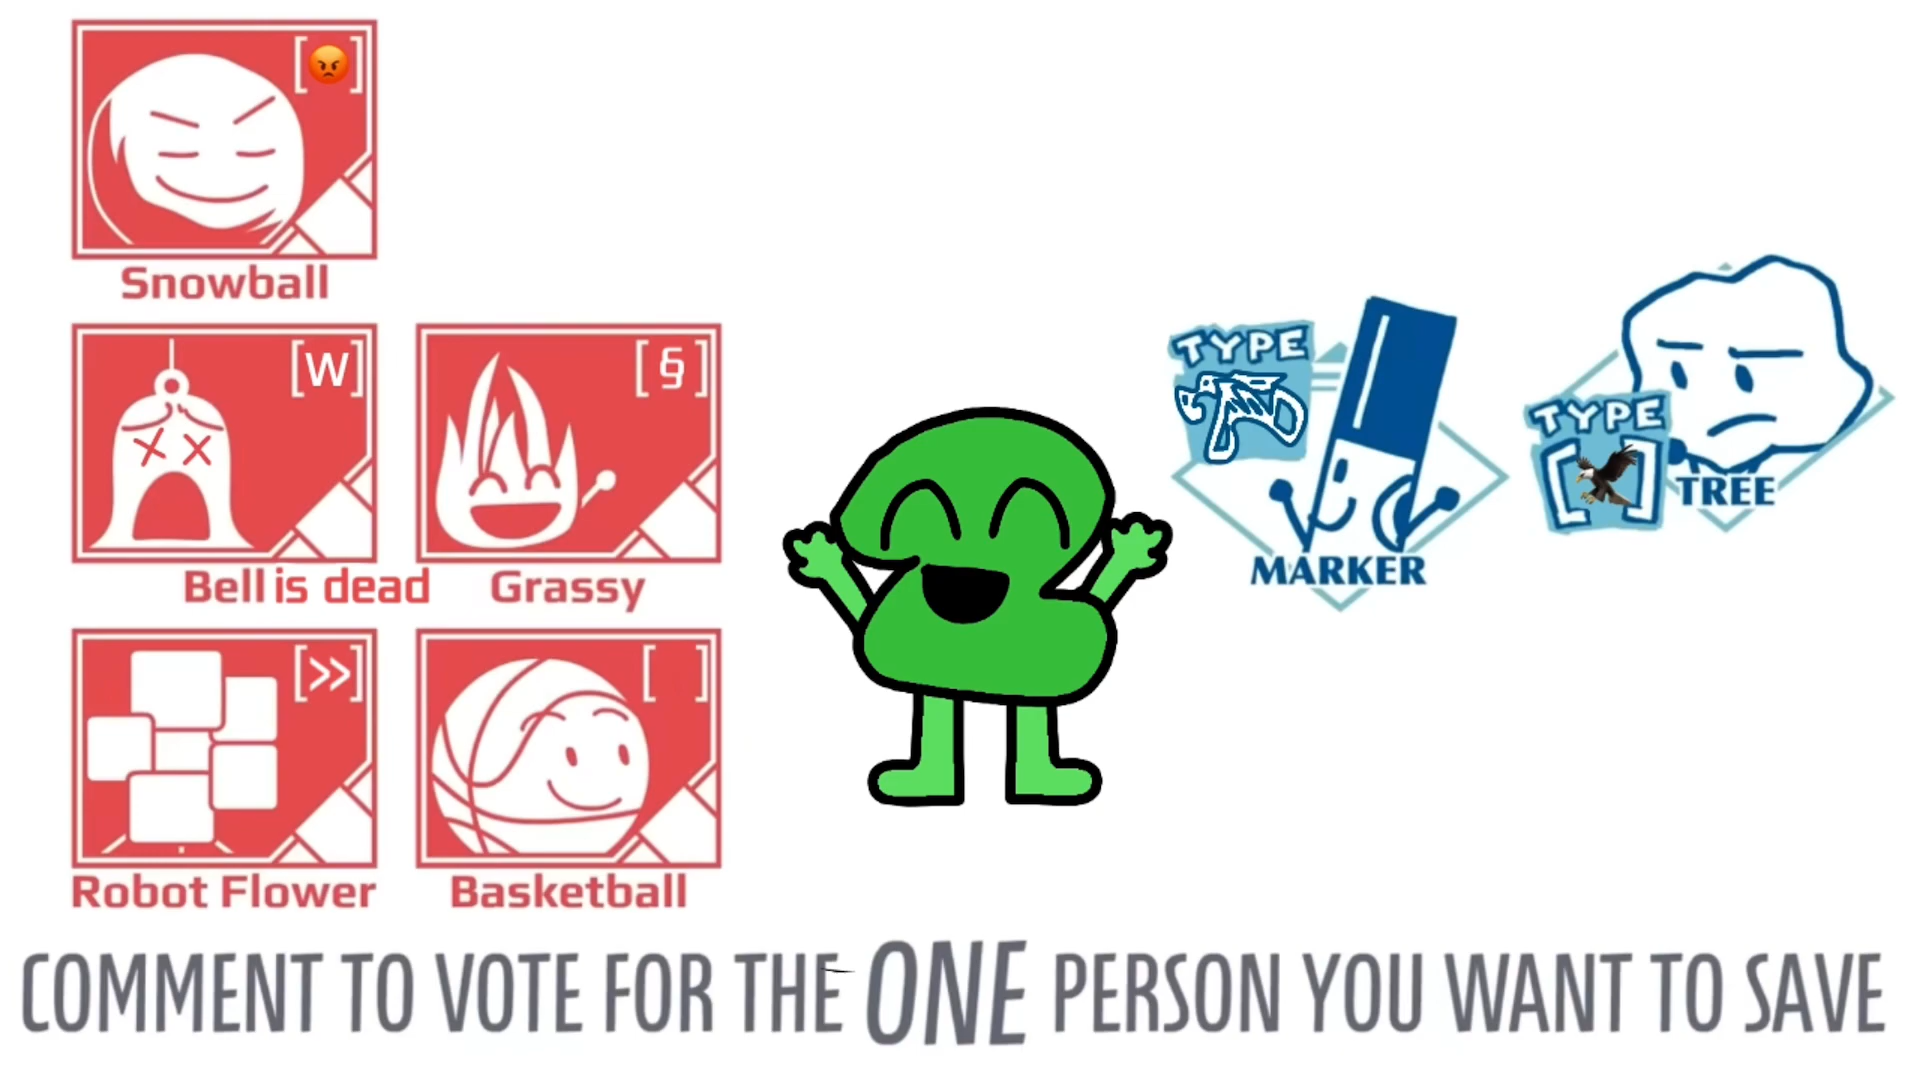 [😡]
Snowball
[W]
Bell is dead
[§]
Grassy
[>>]
Robot Flower
[ ]
Basketball
TYPE
MARKER
TYPE
[🦅]
TREE
COMMENT TO VOTE FOR THE ONE PERSON YOU WANT TO SAVE